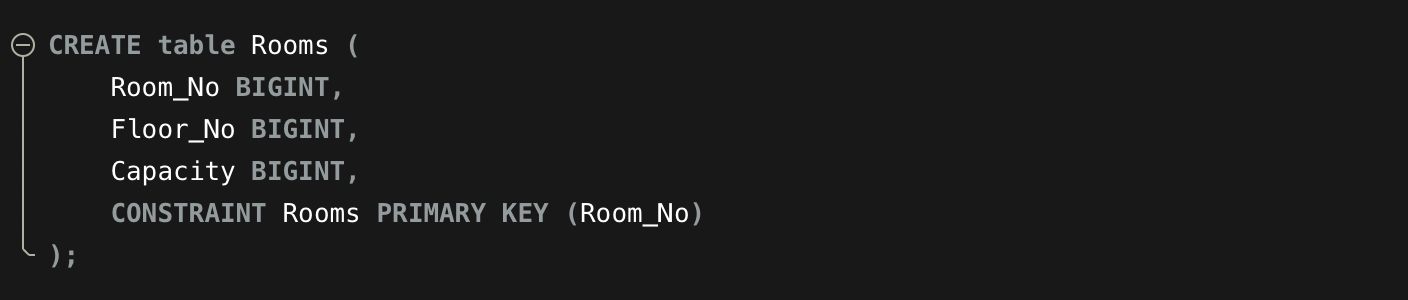 CREATE table Rooms (
    Room_No BIGINT,
    Floor_No BIGINT,
    Capacity BIGINT,
    CONSTRAINT Rooms PRIMARY KEY (Room_No)
);